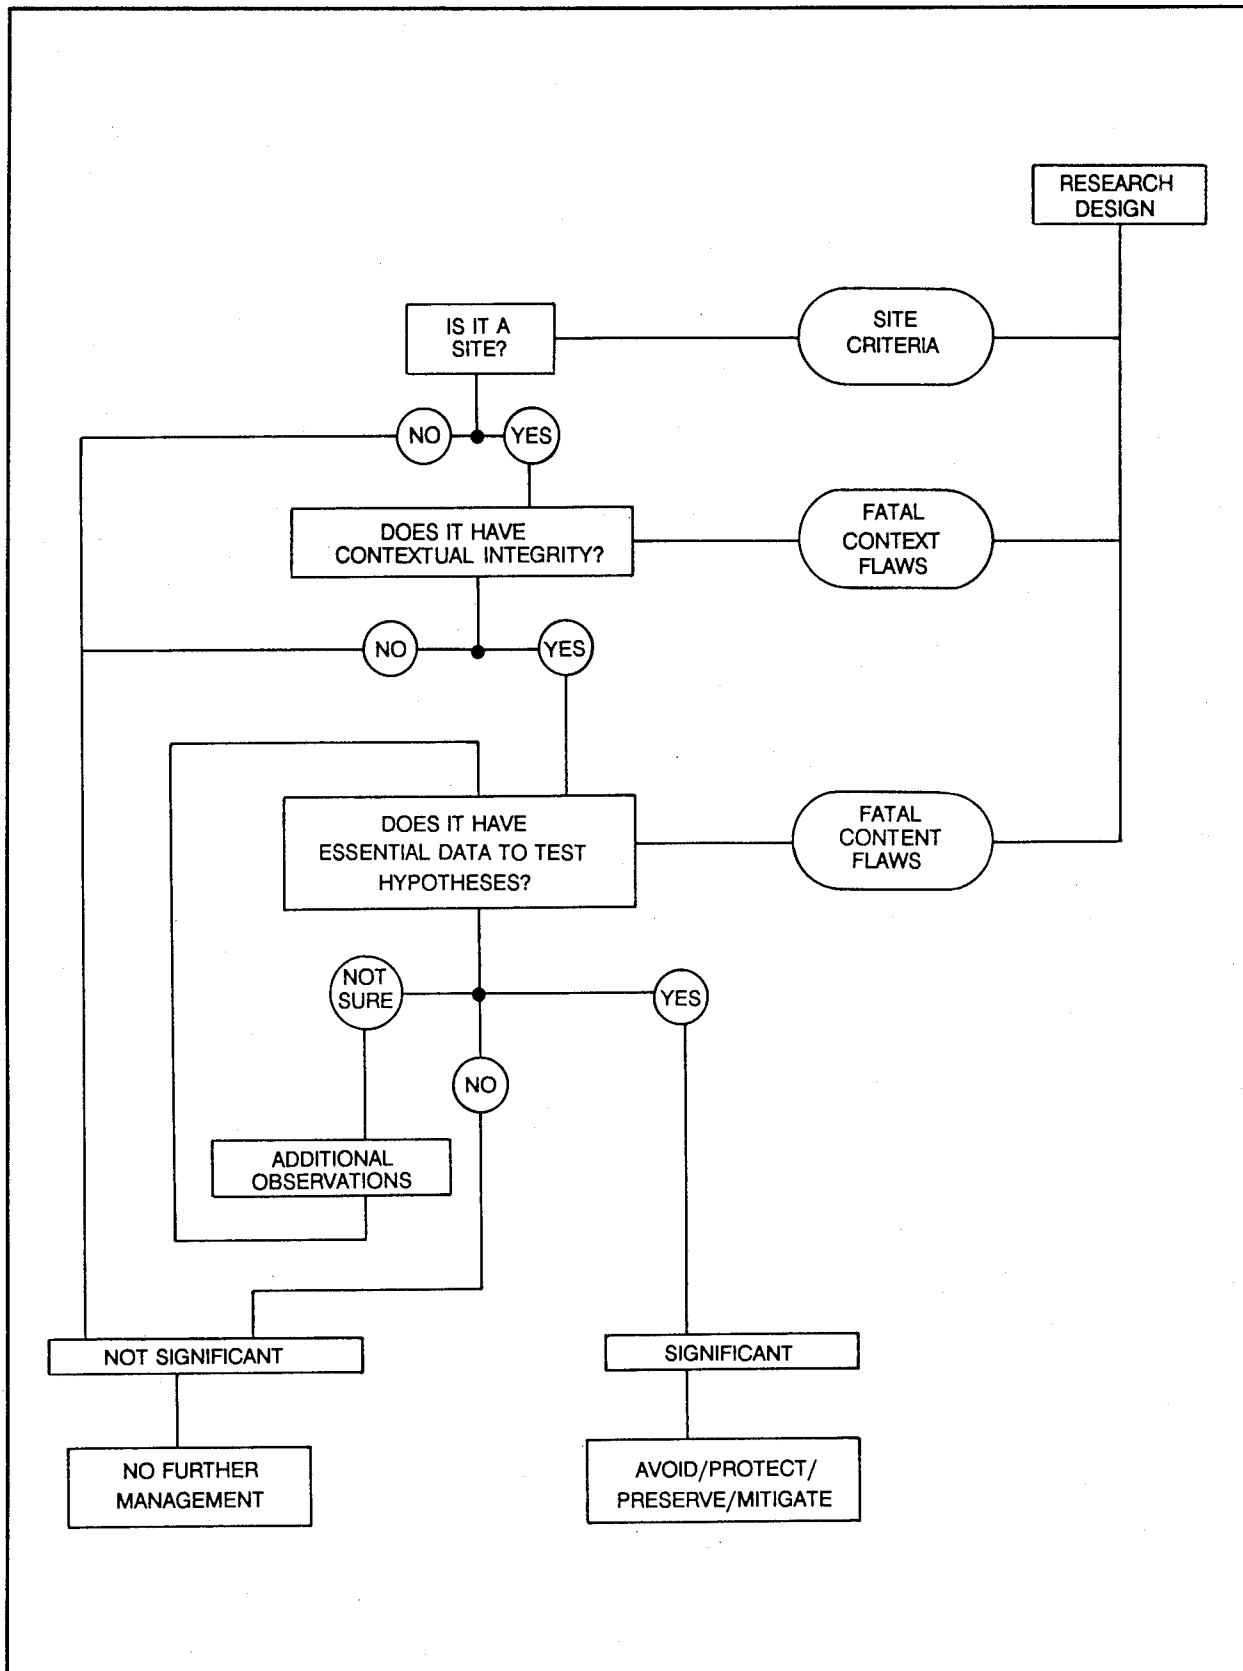 RESEARCH
DESIGN
IS IT A
SITE?
SITE
CRITERIA
NO
YES
DOES IT HAVE
CONTEXTUAL INTEGRITY?
FATAL
CONTEXT
FLAWS
NO
YES
DOES IT HAVE
ESSENTIAL DATA TO TEST
HYPOTHESES?
FATAL
CONTENT
FLAWS
NOT
SURE
YES
NO
ADDITIONAL
OBSERVATIONS
NOT SIGNIFICANT
SIGNIFICANT
NO FURTHER
MANAGEMENT
AVOID/PROTECT/
PRESERVE/MITIGATE